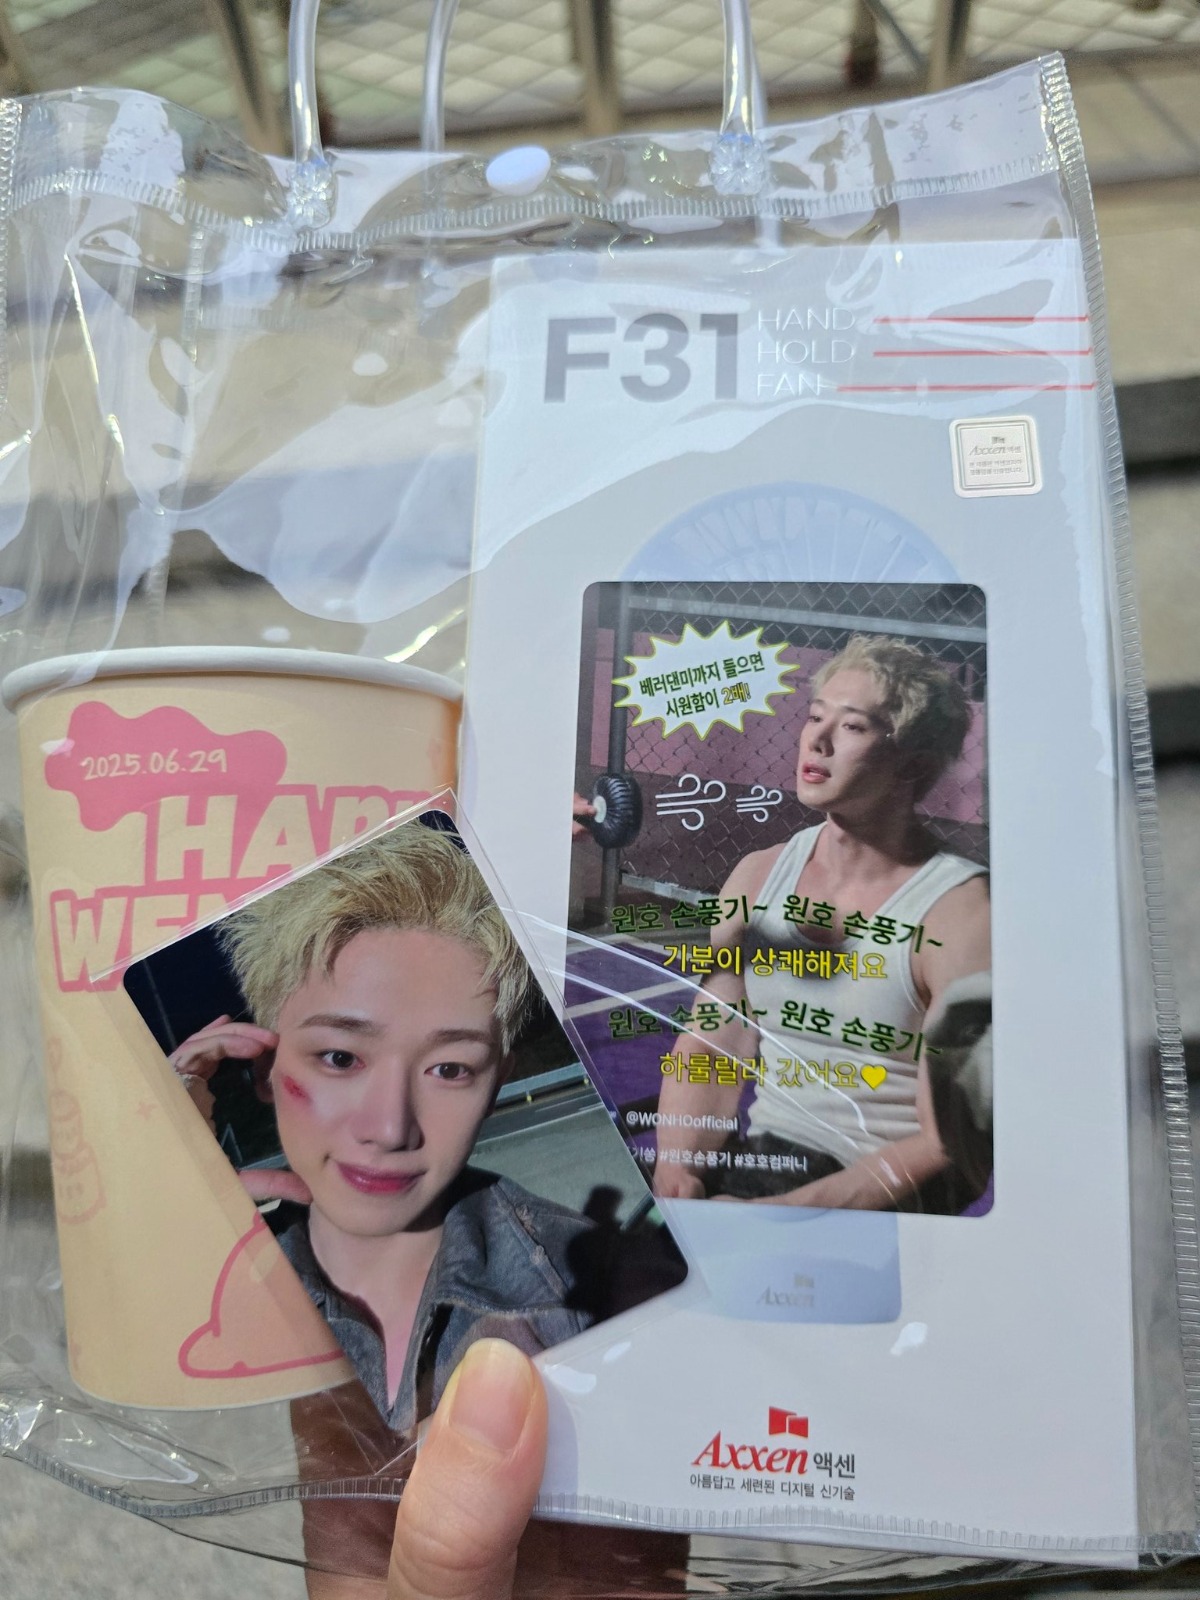 F31
HAND
HOLD
FAN
Axxen 액센
베러댄미까지 들으면
시원함이 2배!
2025.06.29
원호 손풍기~ 원호 손풍기~
기분이 상쾌해져요
원호 손풍기~ 원호 손풍기~
하룰랄라 갔어요
@WONHOofficial
#원호손풍기 #호호컴퍼니
Axxen
Axxen 액센
아름답고 세련된 디지털 신기술